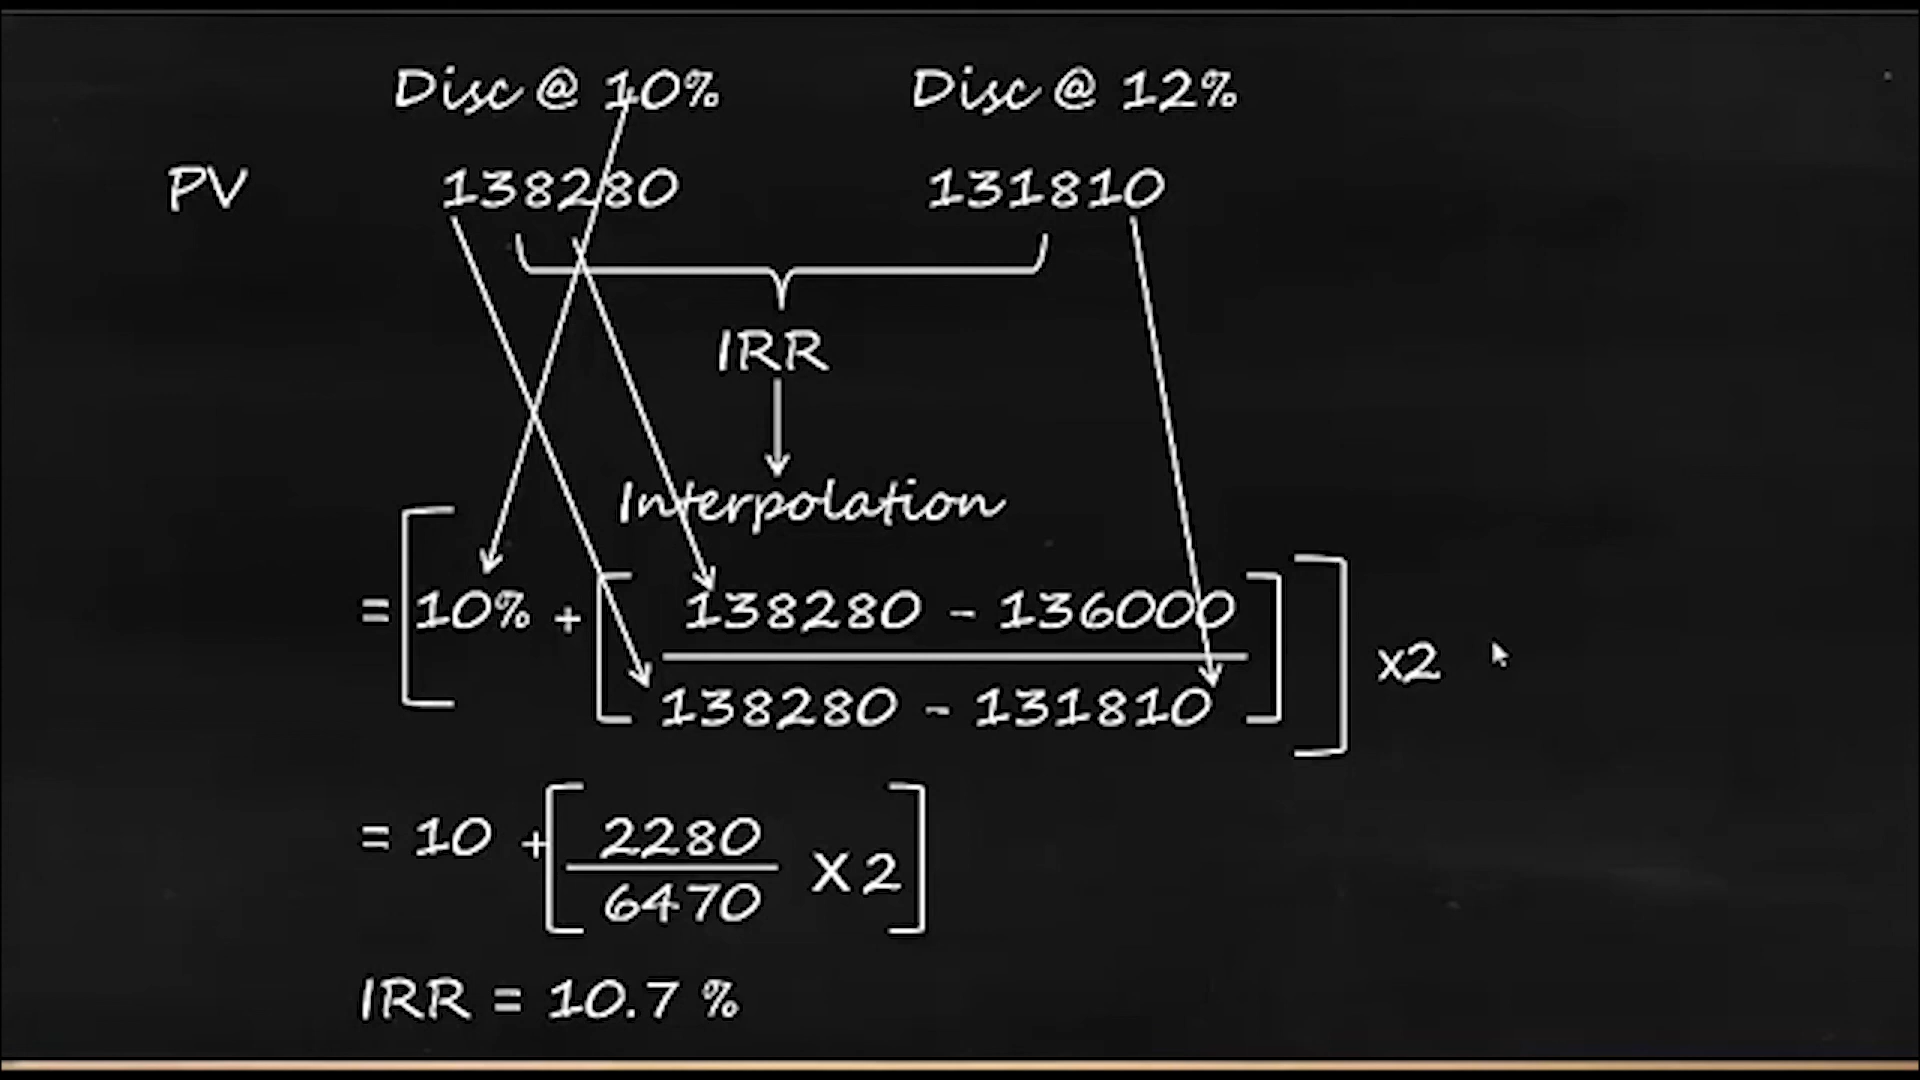 Disc @ 10% Disc @ 12%
PV 138280 131810
IRR
Interpolation
= [10% + [138280 - 136000
138280 - 131810]] x2
= 10 + [2280
6470 X 2]
IRR = 10.7 %